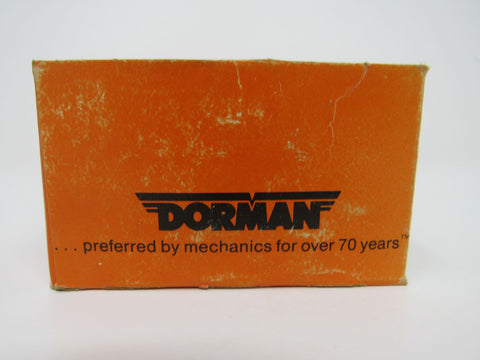 DORMAN
... preferred by mechanics for over 70 years™